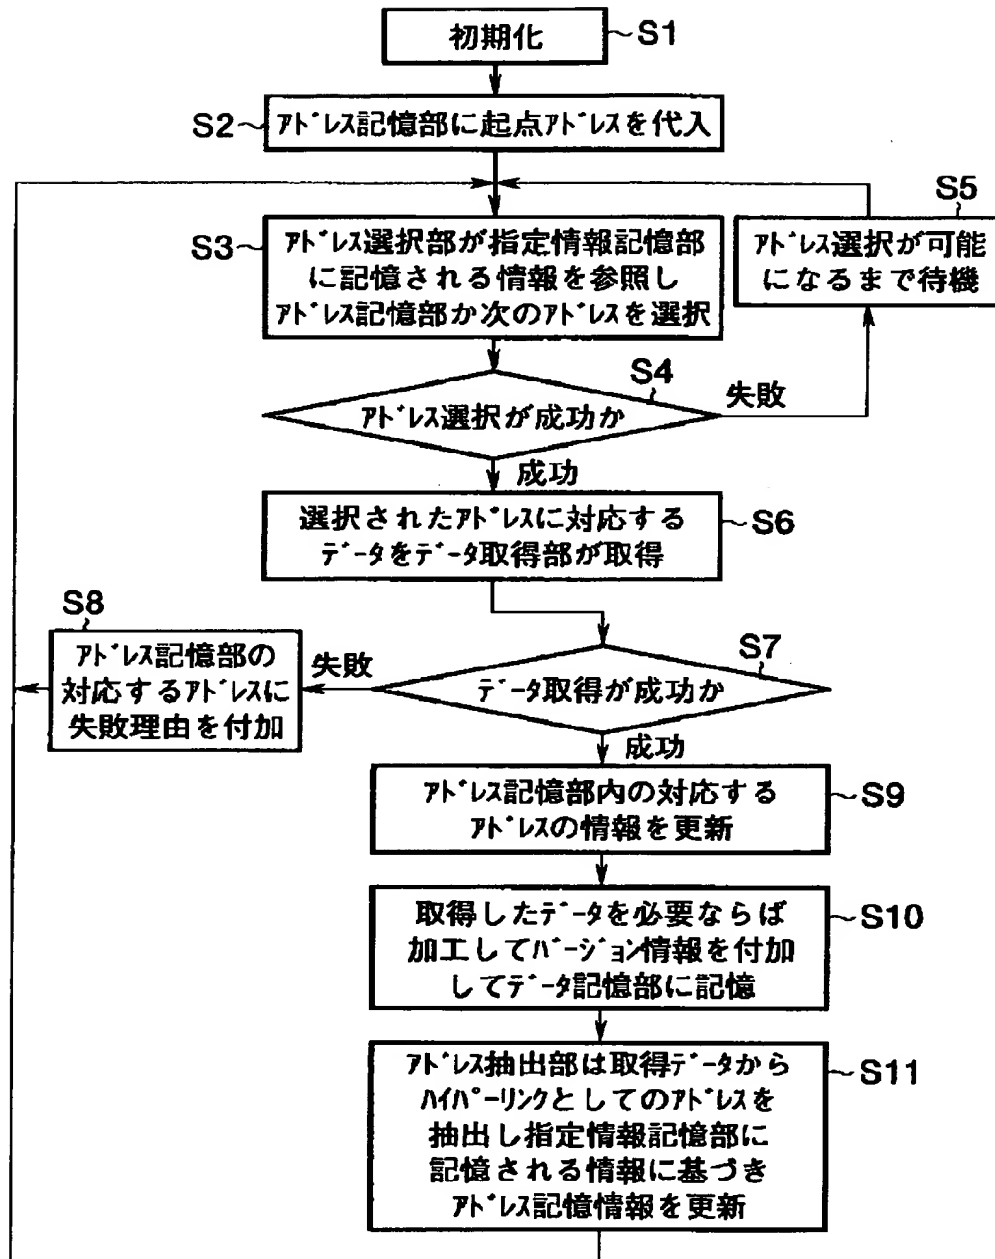 初期化
S1
S2
ｱﾄﾞﾚｽ記憶部に起点ｱﾄﾞﾚｽを代入
S5
S3
ｱﾄﾞﾚｽ選択部が指定情報記憶部
に記憶される情報を参照し
ｱﾄﾞﾚｽ記憶部か次のｱﾄﾞﾚｽを選択
ｱﾄﾞﾚｽ選択が可能
になるまで待機
S4
失敗
ｱﾄﾞﾚｽ選択が成功か
成功
選択されたｱﾄﾞﾚｽに対応する
ﾃﾞｰﾀをﾃﾞｰﾀ取得部が取得
S6
S8
ｱﾄﾞﾚｽ記憶部の
対応するｱﾄﾞﾚｽに
失敗理由を付加
失敗
S7
ﾃﾞｰﾀ取得が成功か
成功
ｱﾄﾞﾚｽ記憶部内の対応する
ｱﾄﾞﾚｽの情報を更新
S9
取得したﾃﾞｰﾀを必要ならば
加工してﾊﾞｰｼﾞｮﾝ情報を付加
してﾃﾞｰﾀ記憶部に記憶
S10
ｱﾄﾞﾚｽ抽出部は取得ﾃﾞｰﾀから
ﾊｲﾊﾟｰﾘﾝｸとしてのｱﾄﾞﾚｽを
抽出し指定情報記憶部に
記憶される情報に基づき
ｱﾄﾞﾚｽ記憶情報を更新
S11